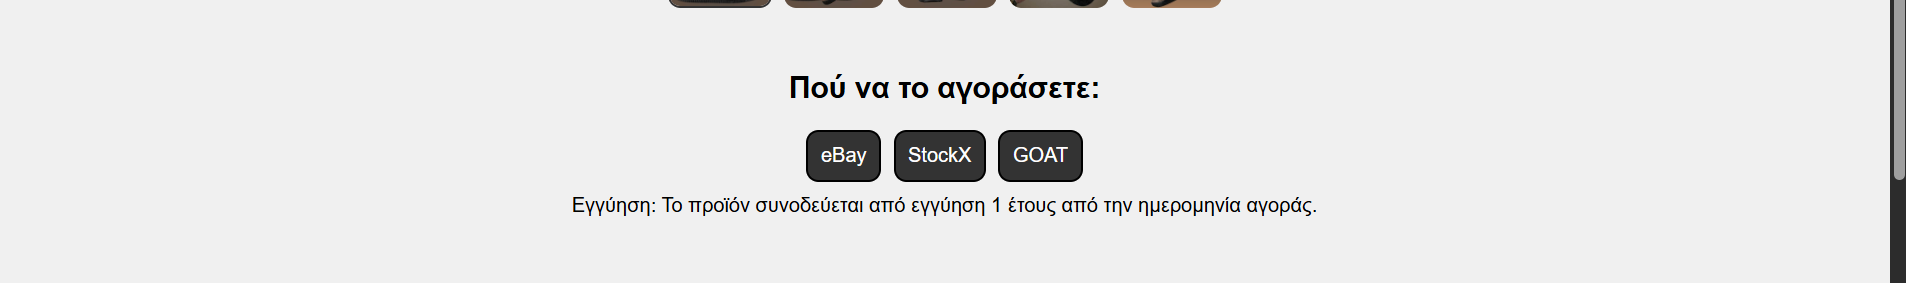 Πού να το αγοράσετε:
eBay StockX GOAT
Εγγύηση: Το προϊόν συνοδεύεται από εγγύηση 1 έτους από την ημερομηνία αγοράς.